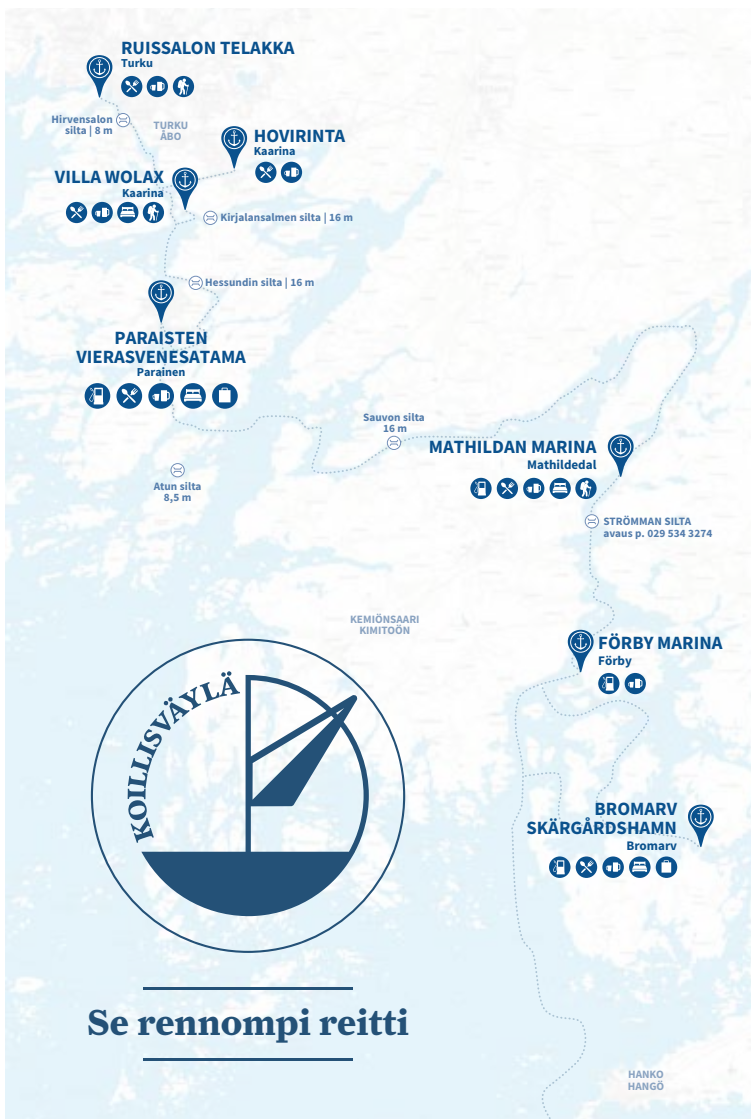 RUISSALON TELAKKA
Turku
Hirvensalon
silta | 8 m
TURKU
ÅBO
HOVIRINTA
Kaarina
VILLA WOLAX
Kaarina
Kirjalansalmen silta | 16 m
Hessundin silta | 16 m
PARAISTEN
VIERASVENESATAMA
Parainen
Sauvon silta
16 m
MATHILDAN MARINA
Mathildedal
Atun silta
8,5 m
STRÖMMAN SILTA
avaus p. 029 534 3274
KEMIÖNSAARI
KIMITOÖN
FÖRBY MARINA
Förby
KOILLISVÄYLÄ
BROMARV
SKÄRGÅRDSHAMN
Bromarv
Se rennompi reitti
HANKO
HANGÖ